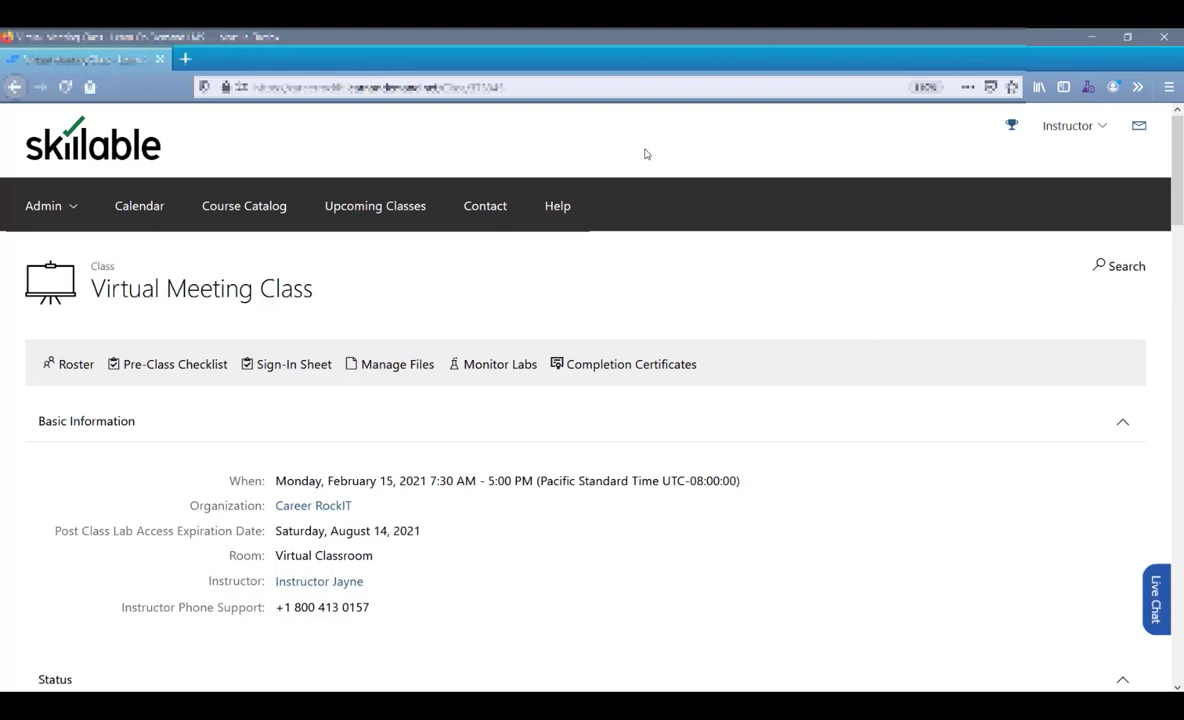 skillable
Instructor
Admin Calendar Course Catalog Upcoming Classes Contact Help
Class
Virtual Meeting Class
Search
Roster Pre-Class Checklist Sign-In Sheet Manage Files Monitor Labs Completion Certificates
Basic Information
When: Monday, February 15, 2021 7:30 AM - 5:00 PM (Pacific Standard Time UTC-08:00:00)
Organization: Career RockIT
Post Class Lab Access Expiration Date: Saturday, August 14, 2021
Room: Virtual Classroom
Instructor: Instructor Jayne
Instructor Phone Support: +1 800 413 0157
Live Chat
Status